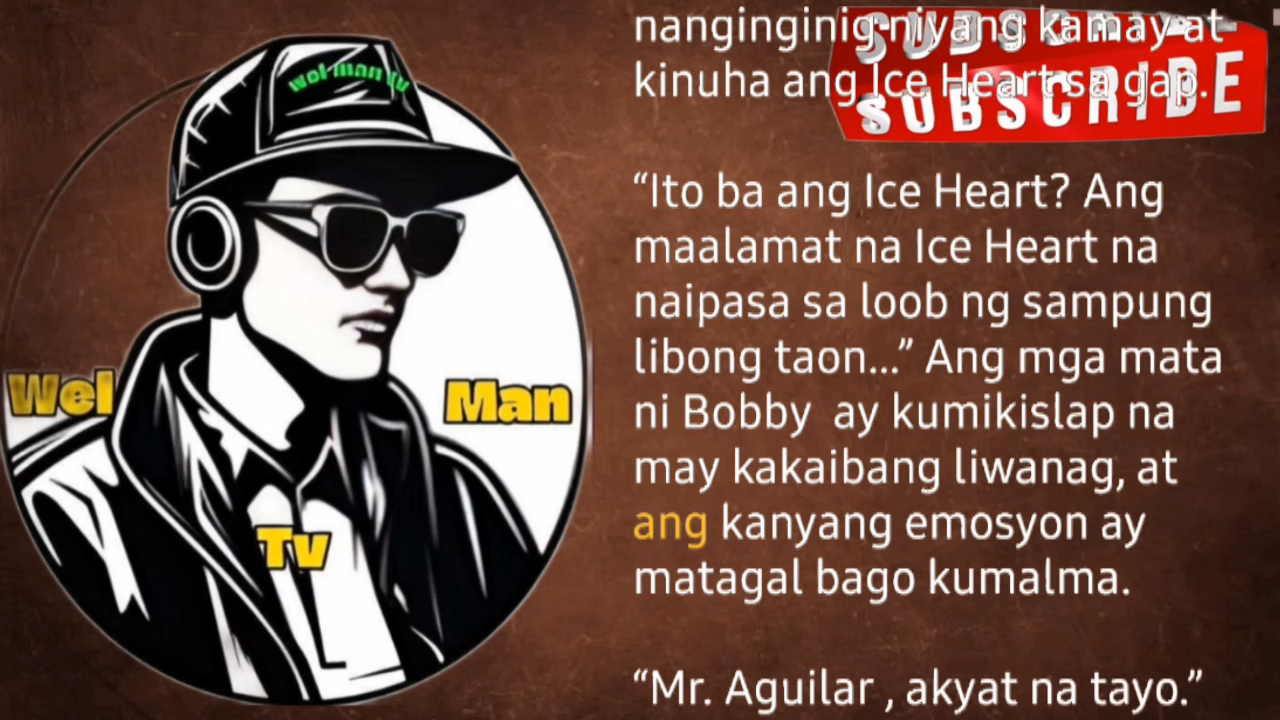 wel man tv
Wel
Man
Tv
SUBSCRIBE
SUBSCRIBE
nanginginig niyang kamay at
kinuha ang Ice Heart sa gap.
“Ito ba ang Ice Heart? Ang
maalamat na Ice Heart na
naipasa sa loob ng sampung
libong taon...” Ang mga mata
ni Bobby ay kumikislap na
may kakaibang liwanag, at
ang kanyang emosyon ay
matagal bago kumalma.
“Mr. Aguilar , akyat na tayo.”